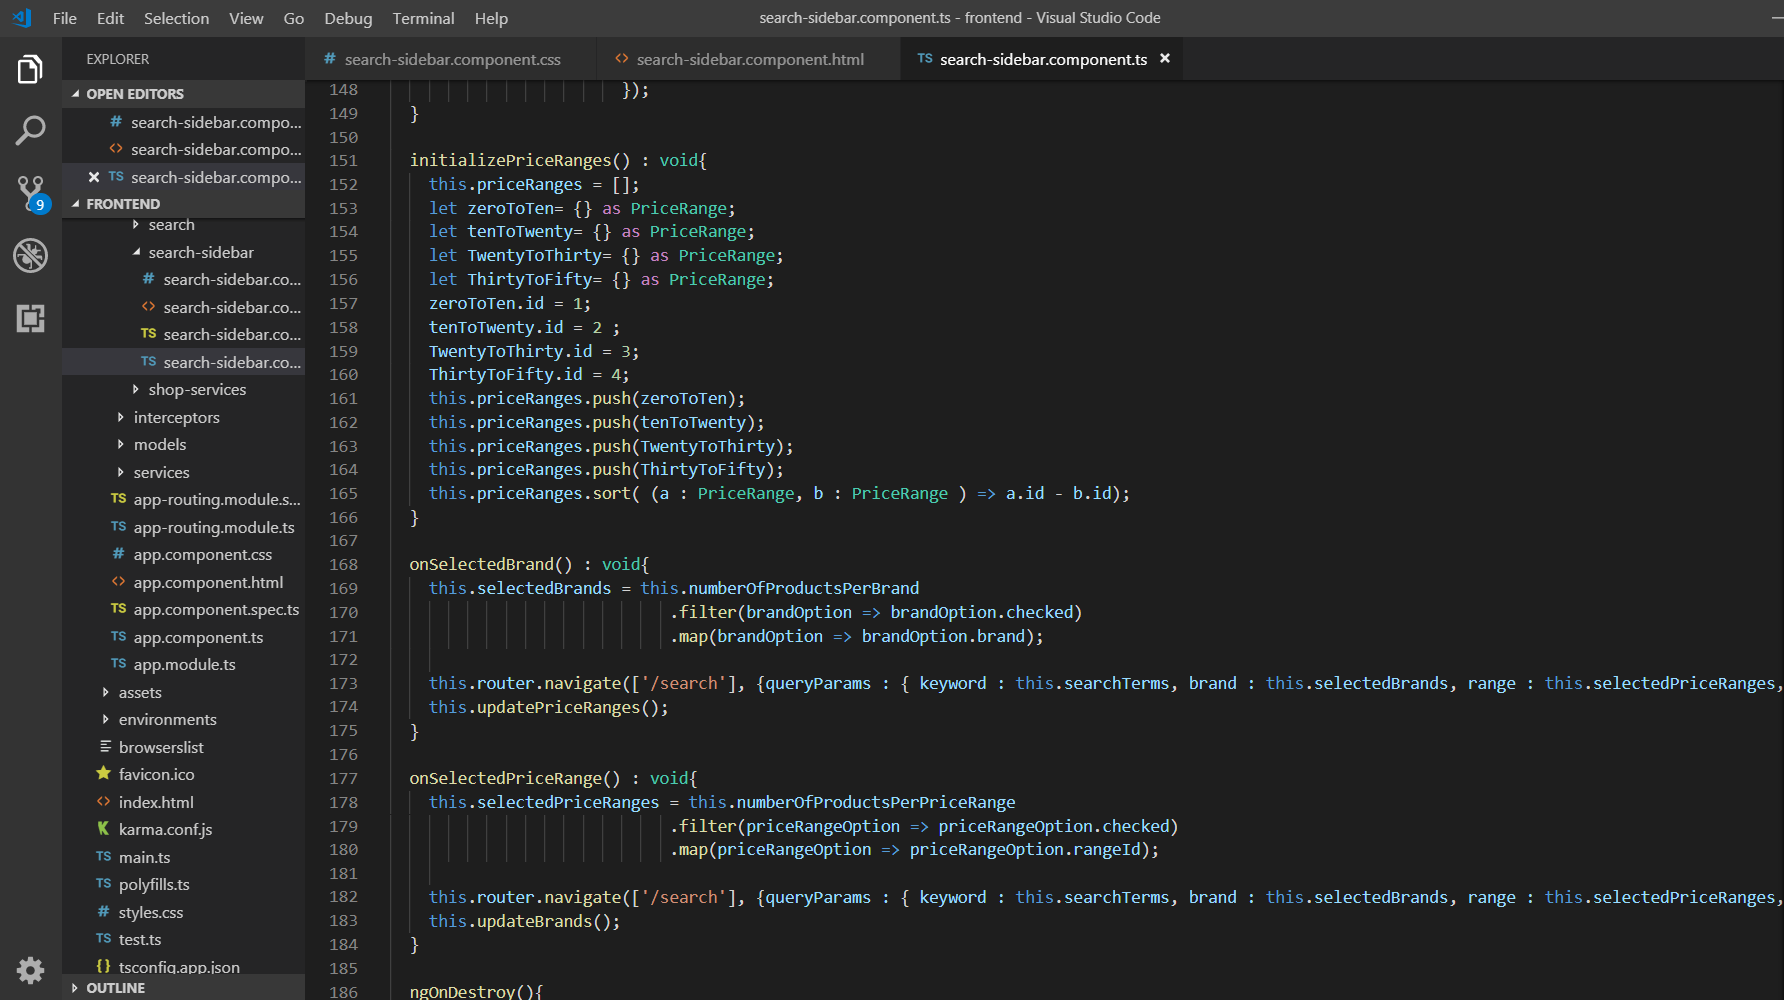 File Edit Selection View Go Debug Terminal Help
search-sidebar.component.ts - frontend - Visual Studio Code
EXPLORER
OPEN EDITORS
# search-sidebar.compo...
<> search-sidebar.compo...
TS search-sidebar.compo...
9
FRONTEND
search
search-sidebar
# search-sidebar.co...
<> search-sidebar.co...
TS search-sidebar.co...
TS search-sidebar.co...
shop-services
interceptors
models
services
TS app-routing.module.s...
TS app-routing.module.ts
# app.component.css
<> app.component.html
TS app.component.spec.ts
TS app.component.ts
TS app.module.ts
assets
environments
browserslist
favicon.ico
<> index.html
K karma.conf.js
TS main.ts
TS polyfills.ts
# styles.css
TS test.ts
{} tsconfig.app.json
OUTLINE
# search-sidebar.component.css
<> search-sidebar.component.html
TS search-sidebar.component.ts
148 });
149 }
150
151 initializePriceRanges() : void{
152 this.priceRanges = [];
153 let zeroToTen= {} as PriceRange;
154 let tenToTwenty= {} as PriceRange;
155 let TwentyToThirty= {} as PriceRange;
156 let ThirtyToFifty= {} as PriceRange;
157 zeroToTen.id = 1;
158 tenToTwenty.id = 2 ;
159 TwentyToThirty.id = 3;
160 ThirtyToFifty.id = 4;
161 this.priceRanges.push(zeroToTen);
162 this.priceRanges.push(tenToTwenty);
163 this.priceRanges.push(TwentyToThirty);
164 this.priceRanges.push(ThirtyToFifty);
165 this.priceRanges.sort( (a : PriceRange, b : PriceRange ) => a.id - b.id);
166 }
167
168 onSelectedBrand() : void{
169 this.selectedBrands = this.numberOfProductsPerBrand
170 .filter(brandOption => brandOption.checked)
171 .map(brandOption => brandOption.brand);
172
173 this.router.navigate(['/search'], {queryParams : { keyword : this.searchTerms, brand : this.selectedBrands, range : this.selectedPriceRanges,
174 this.updatePriceRanges();
175 }
176
177 onSelectedPriceRange() : void{
178 this.selectedPriceRanges = this.numberOfProductsPerPriceRange
179 .filter(priceRangeOption => priceRangeOption.checked)
180 .map(priceRangeOption => priceRangeOption.rangeId);
181
182 this.router.navigate(['/search'], {queryParams : { keyword : this.searchTerms, brand : this.selectedBrands, range : this.selectedPriceRanges,
183 this.updateBrands();
184 }
185
186 ngOnDestroy(){